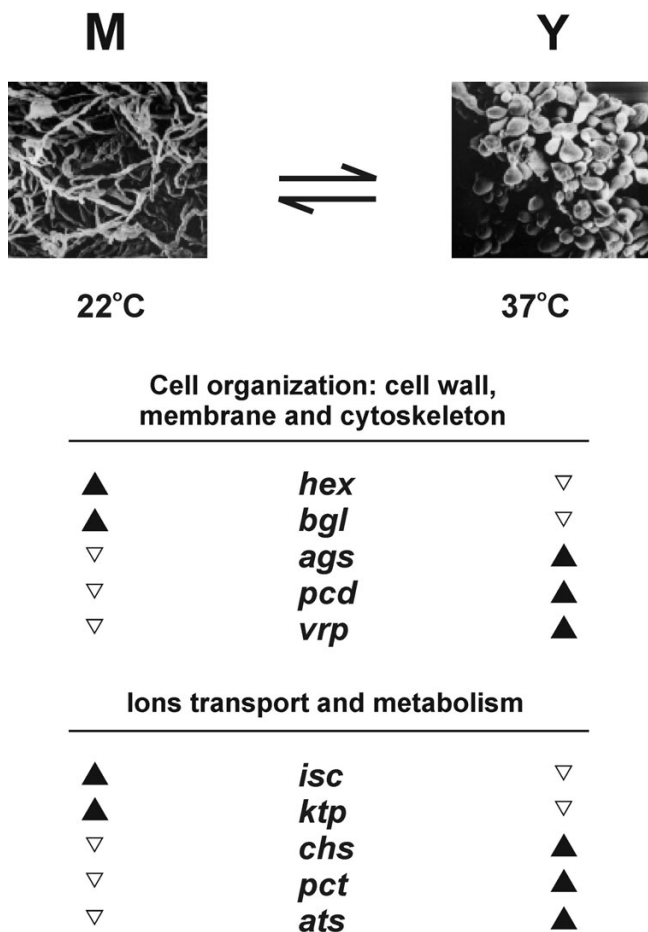 M Y
22°C 37°C
Cell organization: cell wall,
membrane and cytoskeleton
hex
bgl
ags
pcd
vrp
Ions transport and metabolism
isc
ktp
chs
pct
ats